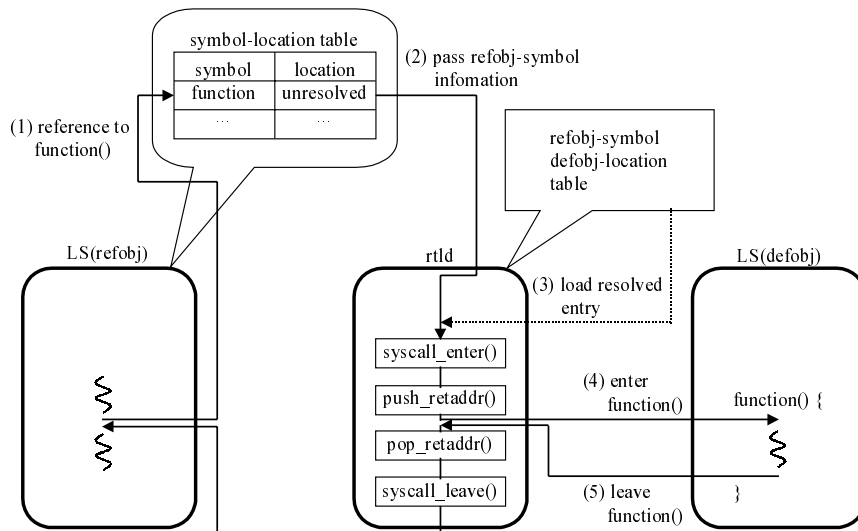 symbol-location table
symbol location
function unresolved
... ...
(1) reference to
function()
(2) pass refobj-symbol
infomation
refobj-symbol
defobj-location
table
LS(refobj)
rtld
LS(defobj)
(3) load resolved
entry
syscall_enter()
push_retaddr()
pop_retaddr()
syscall_leave()
(4) enter
function()
function() {
(5) leave
function()
}